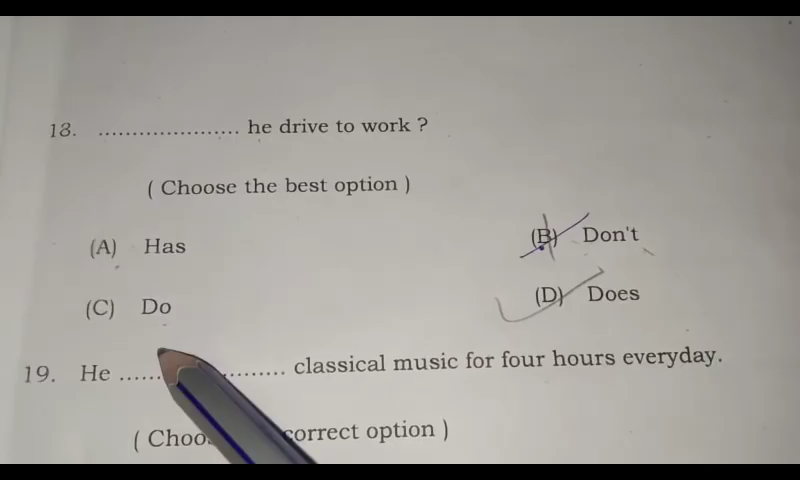 18. ..................... he drive to work ?
( Choose the best option )
(A) Has (B) Don't
(C) Do (D) Does
19. He ...... ......... classical music for four hours everyday.
( Choo correct option )